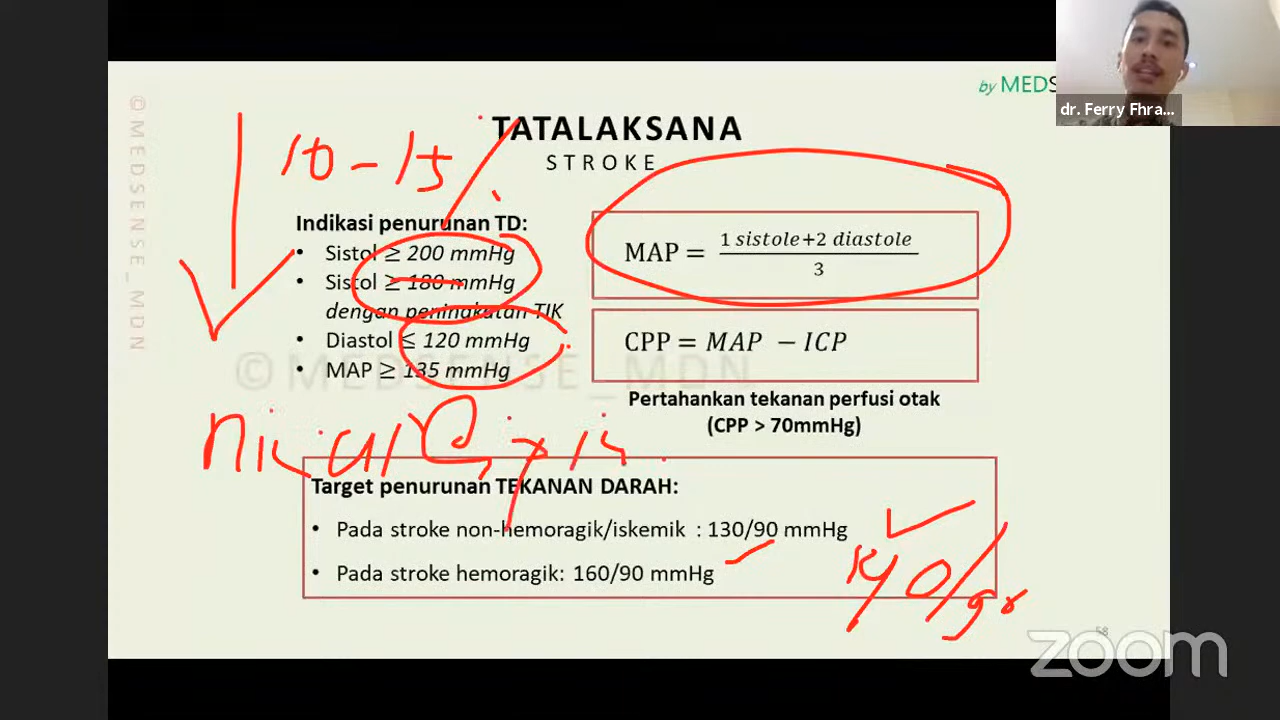 by MEDS
dr. Ferry Fhra...
©MEDSENSE_MDN
TATALAKSANA
STROKE
10-15 %
Indikasi penurunan TD:
• Sistol ≥ 200 mmHg
• Sistol ≥ 180 mmHg
dengan peningkatan TIK
• Diastol ≤ 120 mmHg
• MAP ≥ 135 mmHg
MAP = (1 sistole+2 diastole)/3
CPP = MAP − ICP
© MEDSENSE_MDN
Pertahankan tekanan perfusi otak
(CPP > 70mmHg)
Target penurunan TEKANAN DARAH:
• Pada stroke non-hemoragik/iskemik : 130/90 mmHg
• Pada stroke hemoragik: 160/90 mmHg
140/90
58
zoom